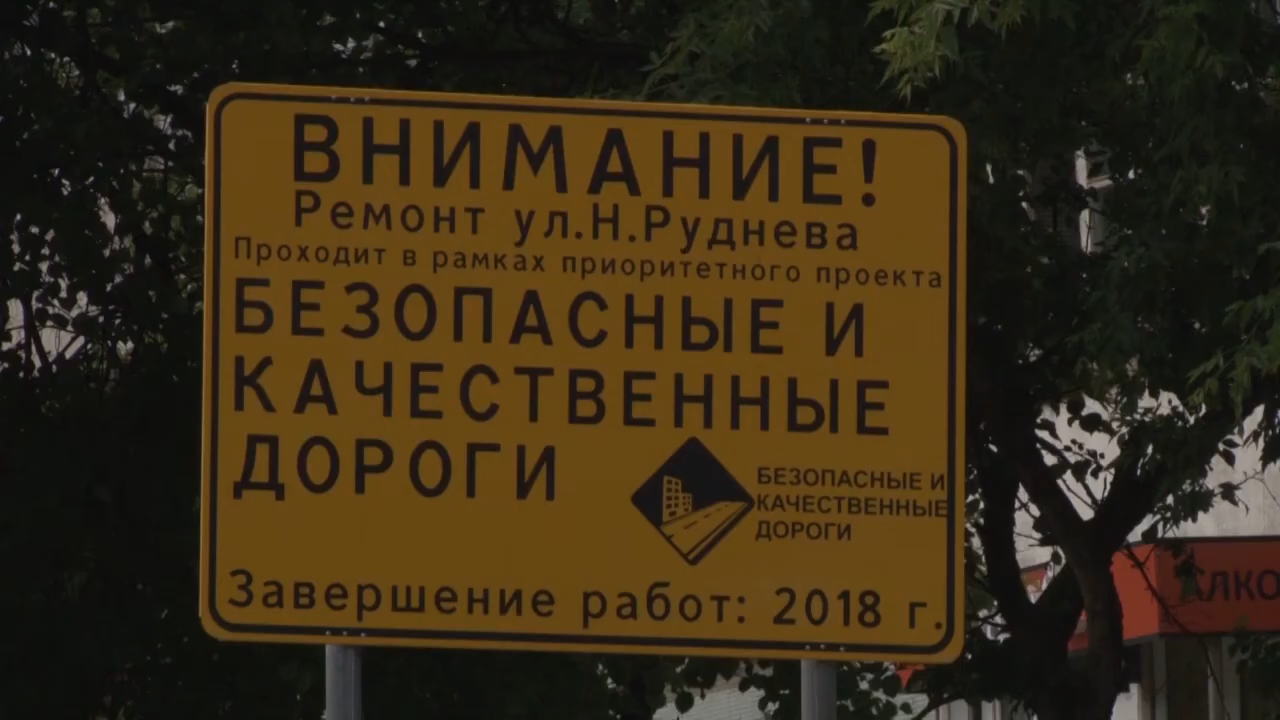 ВНИМАНИЕ!
Ремонт ул.Н.Руднева
Проходит в рамках приоритетного проекта
БЕЗОПАСНЫЕ И
КАЧЕСТВЕННЫЕ
ДОРОГИ
БЕЗОПАСНЫЕ И
КАЧЕСТВЕННЫЕ
ДОРОГИ
Завершение работ: 2018 г.